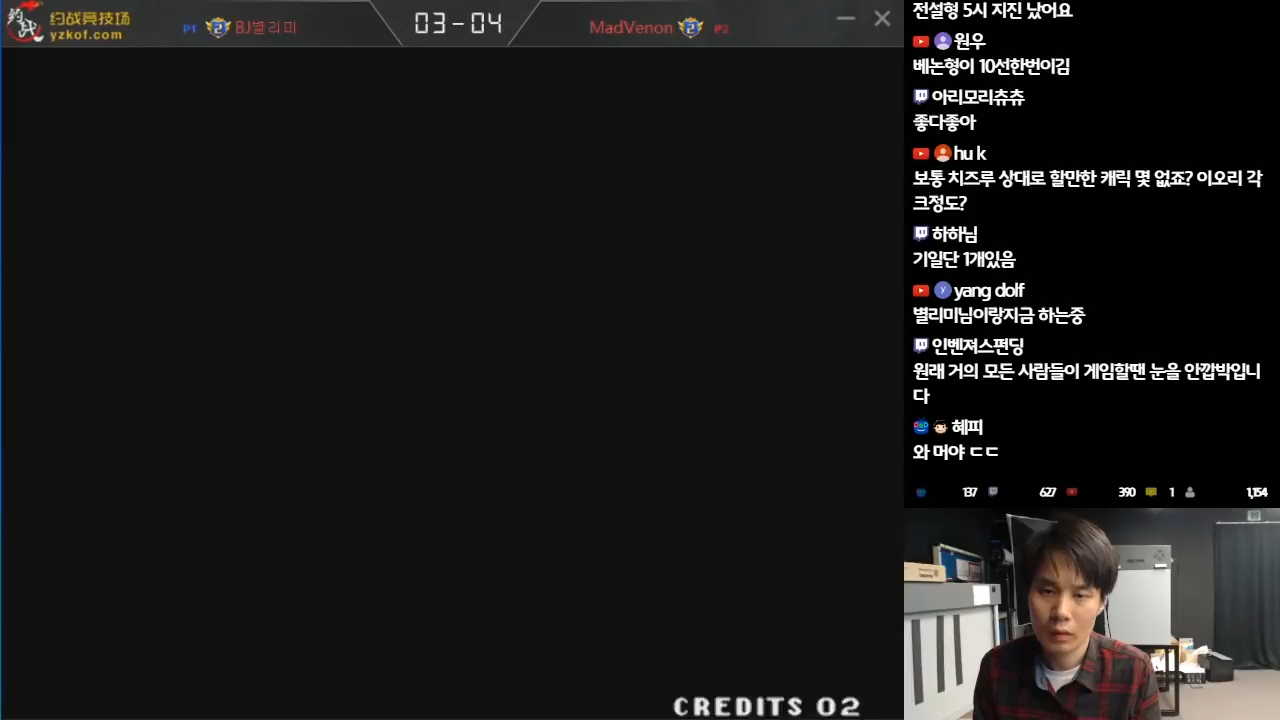 约战竞技场
yzkof.com
P1 2 BJ별리미
03-04
MadVenon 2 P2
CREDITS 02
전설형 5시 지진 났어요
원우
베논형이 10선한번이김
아리모리츄츄
좋다좋아
hu k
보통 치즈루 상대로 할만한 캐릭 몇 없죠? 이오리 각
크정도?
하하님
기일단 1개있음
Y yang dolf
별리미님이랑지금 하는중
인벤져스펀딩
원래 거의 모든 사람들이 게임할땐 눈을 안깜박입니
다
혜피
와 머야 ㄷㄷ
137 627 390 1 1,154